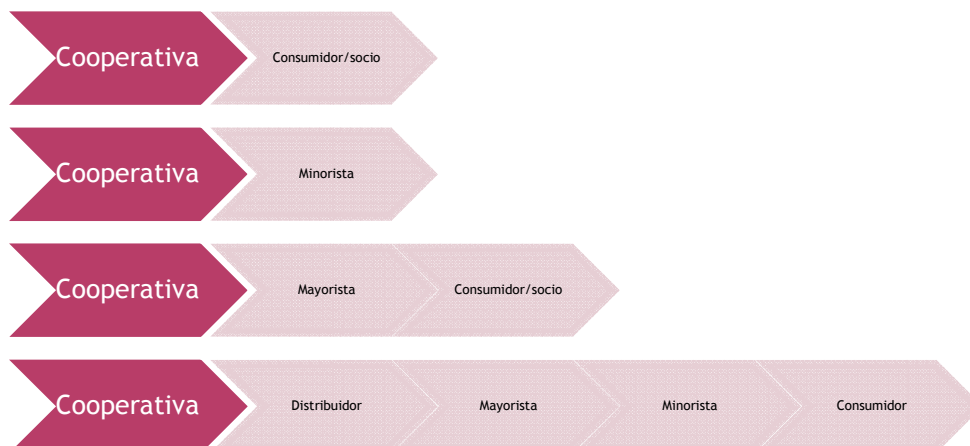 Cooperativa Consumidor/socio
Cooperativa Minorista
Cooperativa Mayorista Consumidor/socio
Cooperativa Distribuidor Mayorista Minorista Consumidor